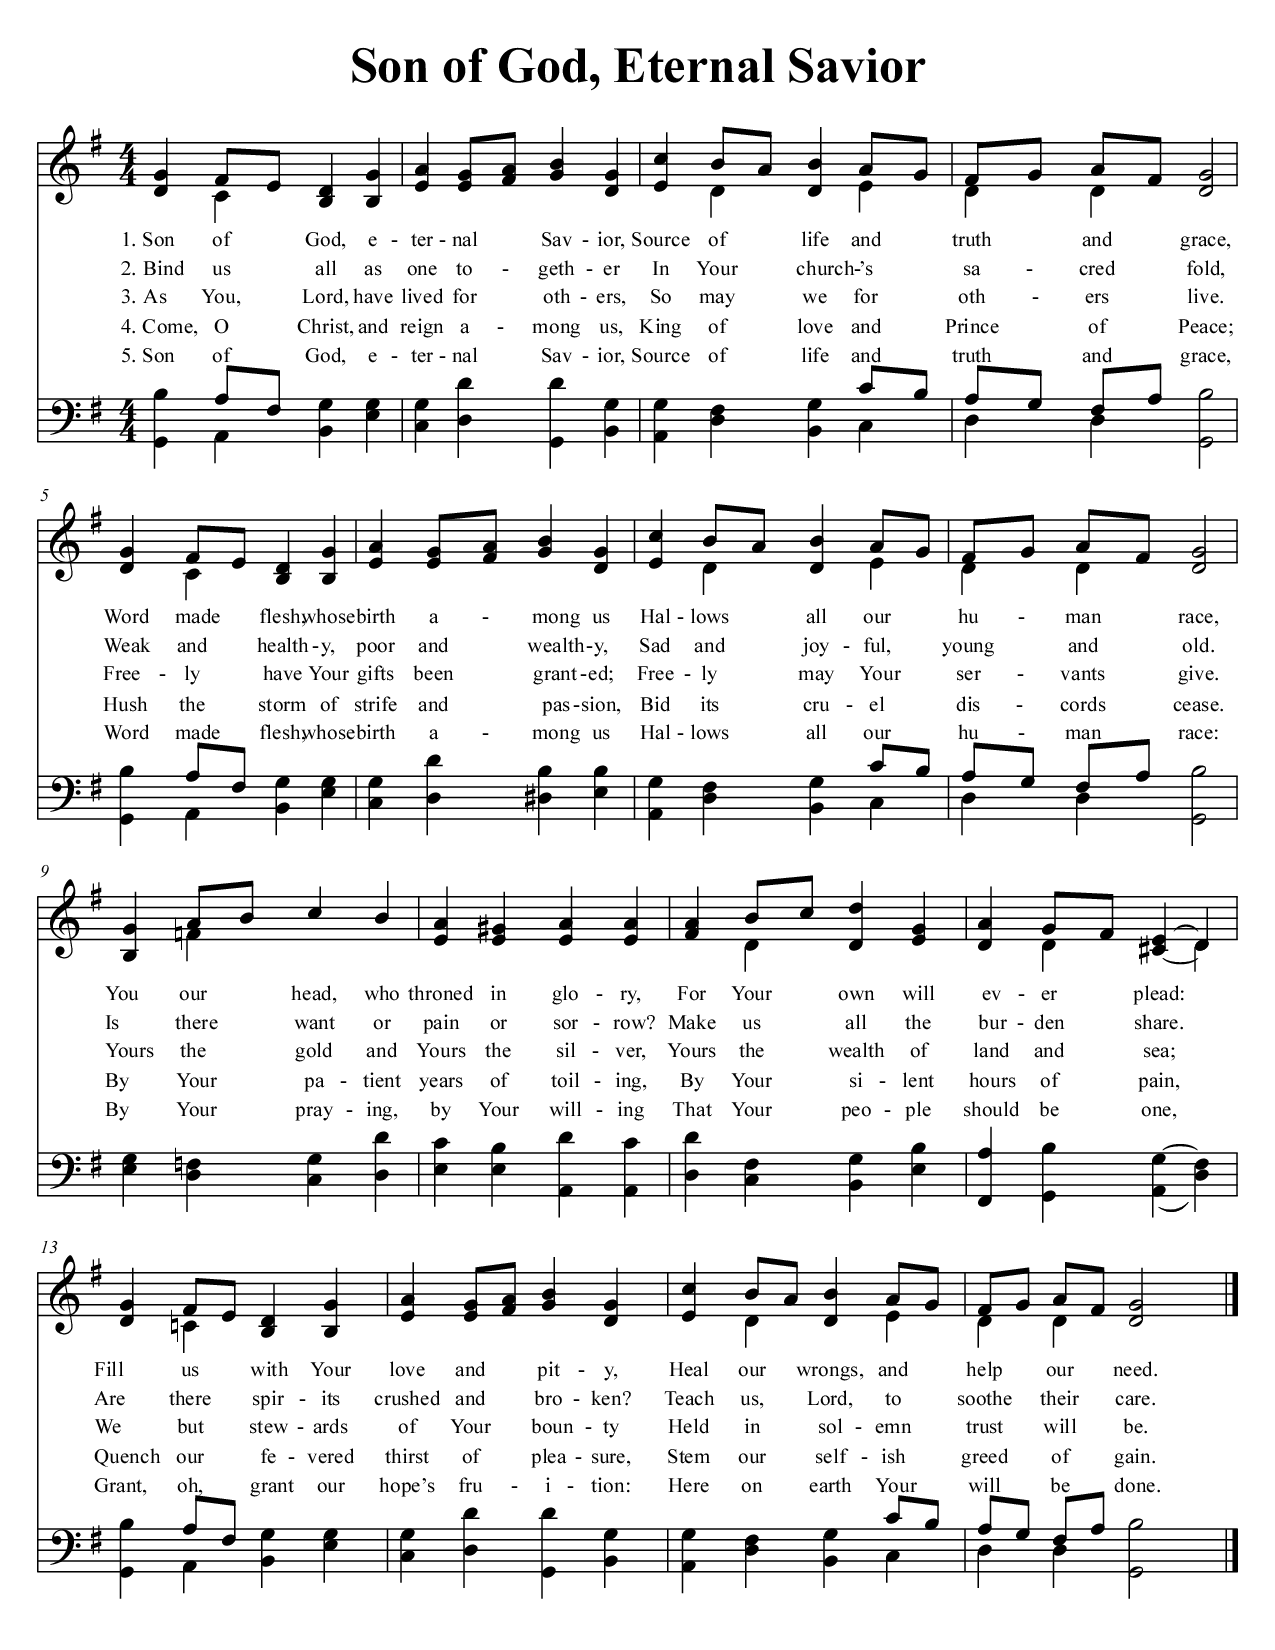 Son of God, Eternal Savior
4
4
1. Son of God, e - ter - nal Sav - ior, Source of life and truth and grace,
2. Bind us all as one to - geth - er In Your church-’s sa - cred fold,
3. As You, Lord, have lived for oth - ers, So may we for oth - ers live.
4. Come, O Christ, and reign a - mong us, King of love and Prince of Peace;
5. Son of God, e - ter - nal Sav - ior, Source of life and truth and grace,
4
4
5
Word made flesh, whose birth a - mong us Hal - lows all our hu - man race,
Weak and health - y, poor and wealth - y, Sad and joy - ful, young and old.
Free - ly have Your gifts been grant - ed; Free - ly may Your ser - vants give.
Hush the storm of strife and pas - sion, Bid its cru - el dis - cords cease.
Word made flesh, whose birth a - mong us Hal - lows all our hu - man race:
9
You our head, who throned in glo - ry, For Your own will ev - er plead:
Is there want or pain or sor - row? Make us all the bur - den share.
Yours the gold and Yours the sil - ver, Yours the wealth of land and sea;
By Your pa - tient years of toil - ing, By Your si - lent hours of pain,
By Your pray - ing, by Your will - ing That Your peo - ple should be one,
13
Fill us with Your love and pit - y, Heal our wrongs, and help our need.
Are there spir - its crushed and bro - ken? Teach us, Lord, to soothe their care.
We but stew - ards of Your boun - ty Held in sol - emn trust will be.
Quench our fe - vered thirst of plea - sure, Stem our self - ish greed of gain.
Grant, oh, grant our hope’s fru - i - tion: Here on earth Your will be done.